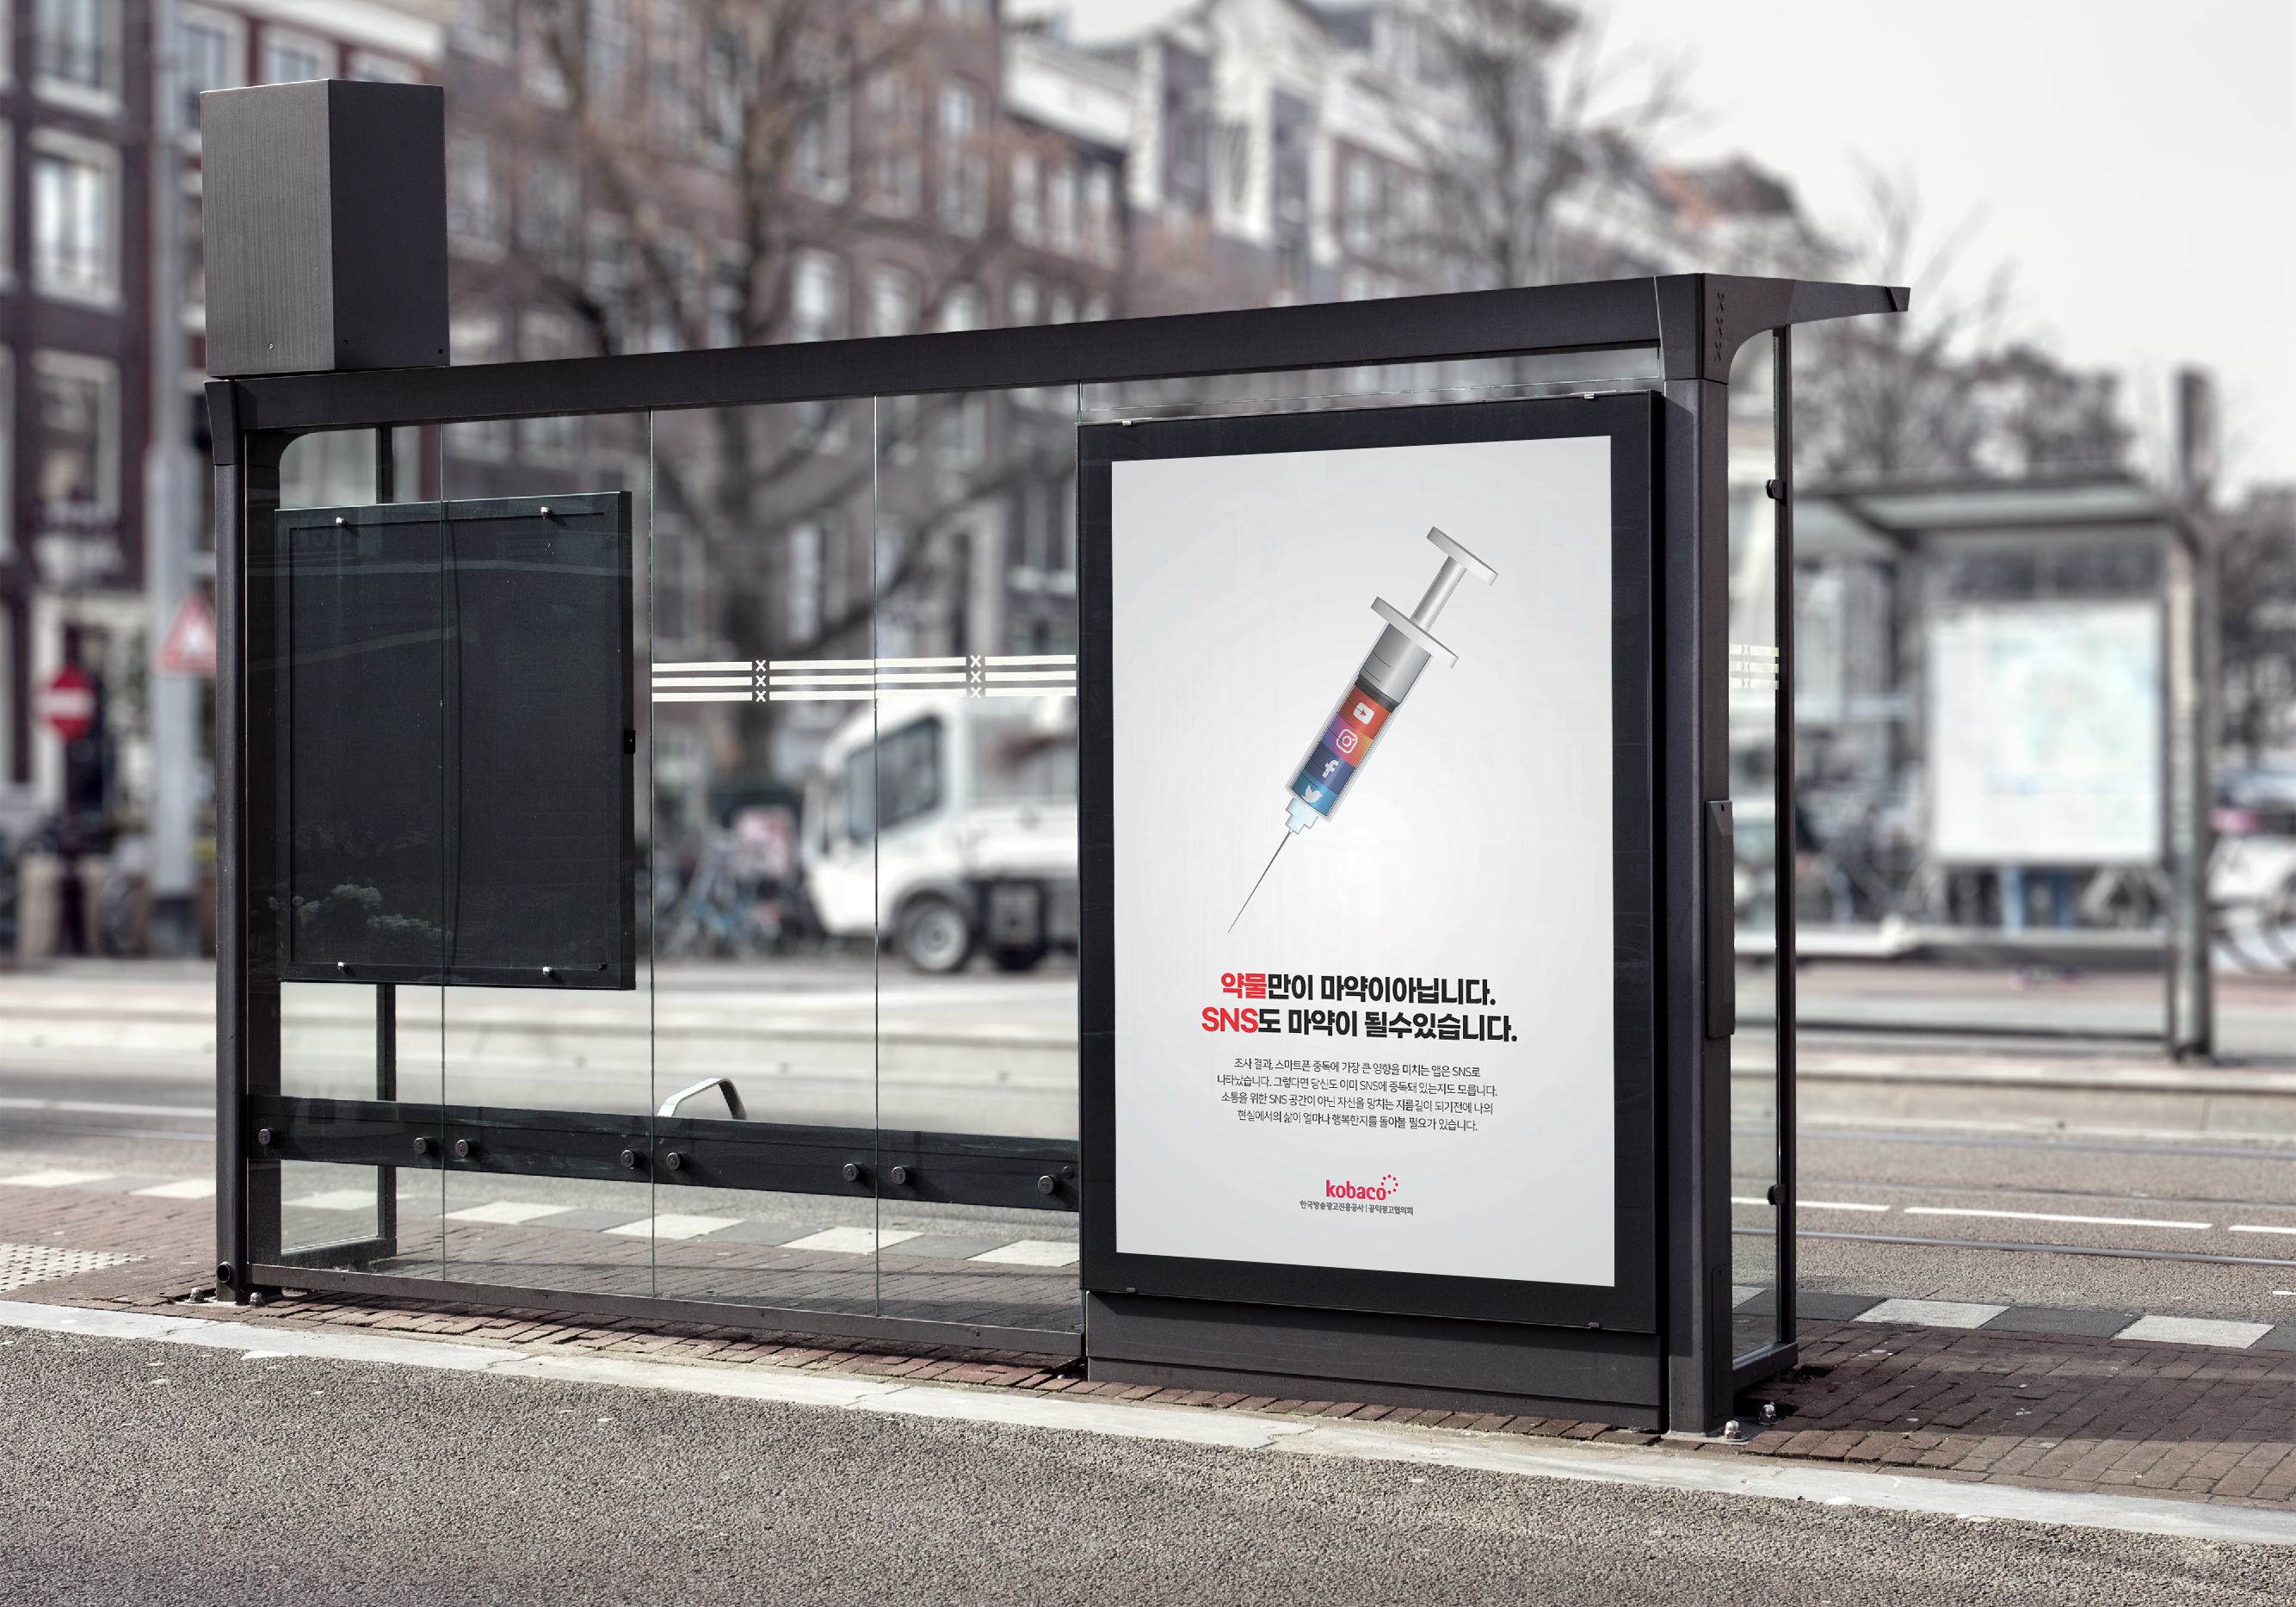 약물만이 마약이아닙니다.
SNS도 마약이 될수있습니다.
조사 결과, 스마트폰 중독에 가장 큰 영향을 미치는 앱은 SNS로
나타났습니다. 그렇다면 당신도 이미 SNS에 중독돼 있는지도 모릅니다.
소통을 위한 SNS 공간이 아닌 자신을 망치는 지름길이 되기전에 나의
현실에서의 삶이 얼마나 행복한지를 돌아볼 필요가 있습니다.
kobaco
한국방송광고진흥공사 | 공익광고협의회